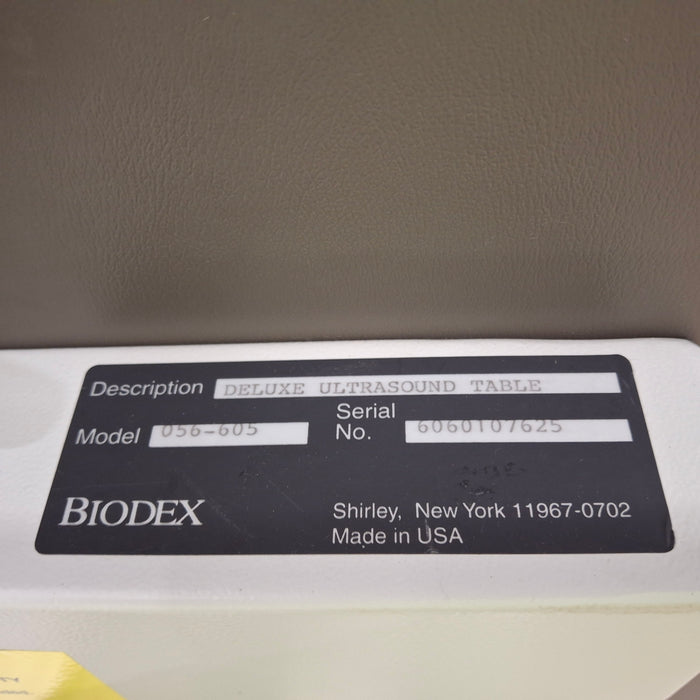 Description DELUXE ULTRASOUND TABLE
Model 056-605 Serial No. 6060107625
BIODEX
Shirley, New York 11967-0702
Made in USA